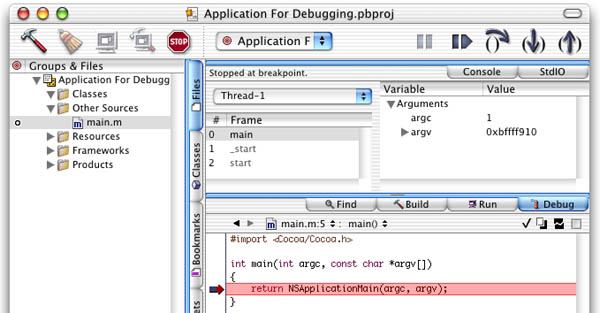 Application For Debugging.pbproj
STOP
Application F
Groups & Files
Application For Debugg
Classes
Other Sources
main.m
Resources
Frameworks
Products
Files
Classes
Bookmarks
ets
Stopped at breakpoint.
Console
StdIO
Thread-1
# Frame
0 main
1 _start
2 start
Variable Value
Arguments
argc 1
argv 0xbffff910
Find
Build
Run
Debug
main.m:5 : main()
#import <Cocoa/Cocoa.h>
int main(int argc, const char *argv[])
{
return NSApplicationMain(argc, argv);
}